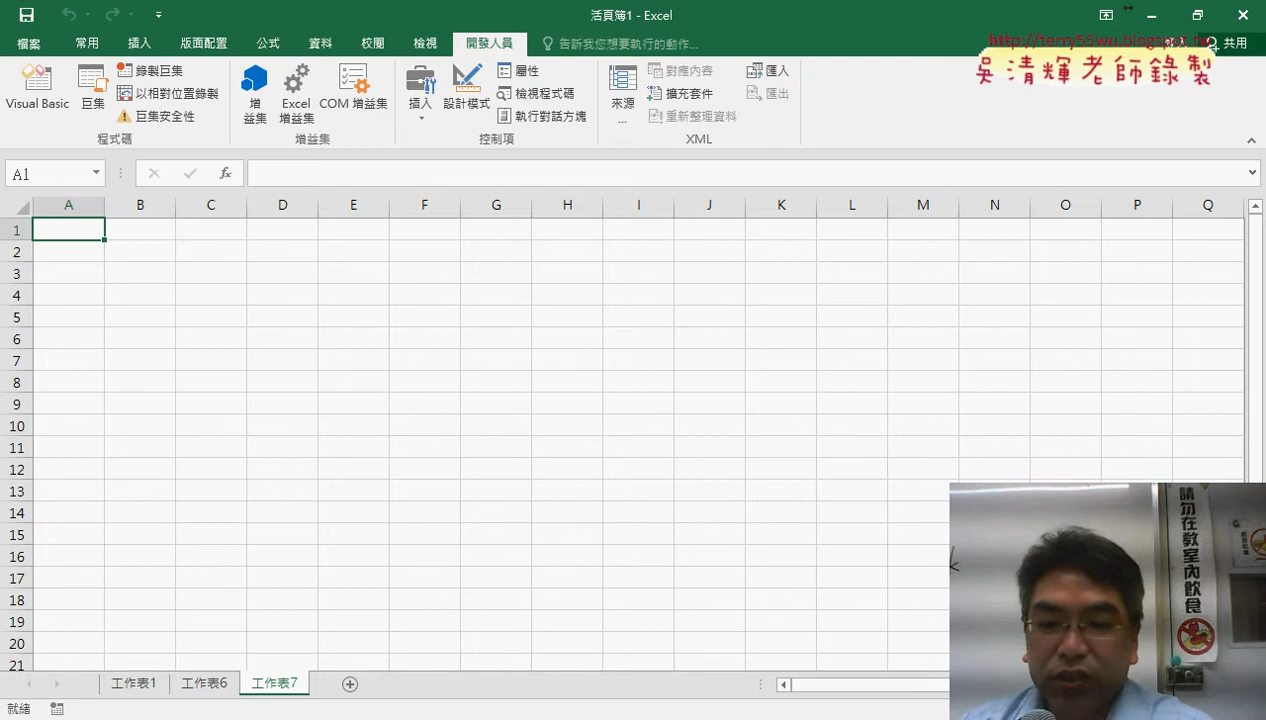 活頁簿1 - Excel
http://terry55wu.blogspot.tw
檔案 常用 插入 版面配置 公式 資料 校閱 檢視 開發人員 告訴我您想要執行的動作... 共用
吳清輝老師錄製
Visual Basic 巨集 錄製巨集 以相對位置錄製 巨集安全性
增益集 Excel 增益集 COM 增益集
插入 設計模式 屬性 檢視程式碼 執行對話方塊
來源... 對應內容 擴充套件 重新整理資料 匯入 匯出
程式碼 增益集 控制項 XML
A1 fx
A B C D E F G H I J K L M N O P Q
1
2
3
4
5
6
7
8
9
10
11
12
13
14
15
16
17
18
19
20
21
請勿在教室內飲食
工作表1 工作表6 工作表7
就緒